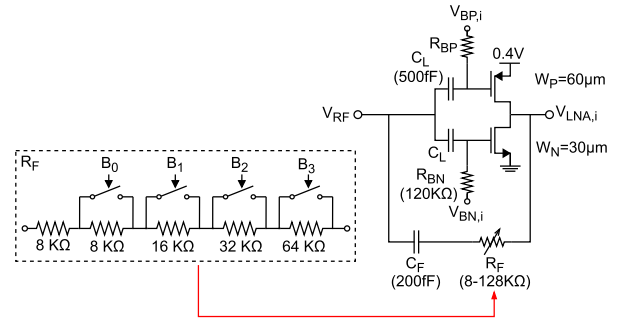 V_BP,i
R_BP
0.4V
C_L
(500fF)
W_P=60μm
V_RF
V_LNA,i
C_L
W_N=30μm
R_BN
(120KΩ)
V_BN,i
R_F
B_0
B_1
B_2
B_3
8 KΩ
8 KΩ
16 KΩ
32 KΩ
64 KΩ
C_F
(200fF)
R_F
(8-128KΩ)